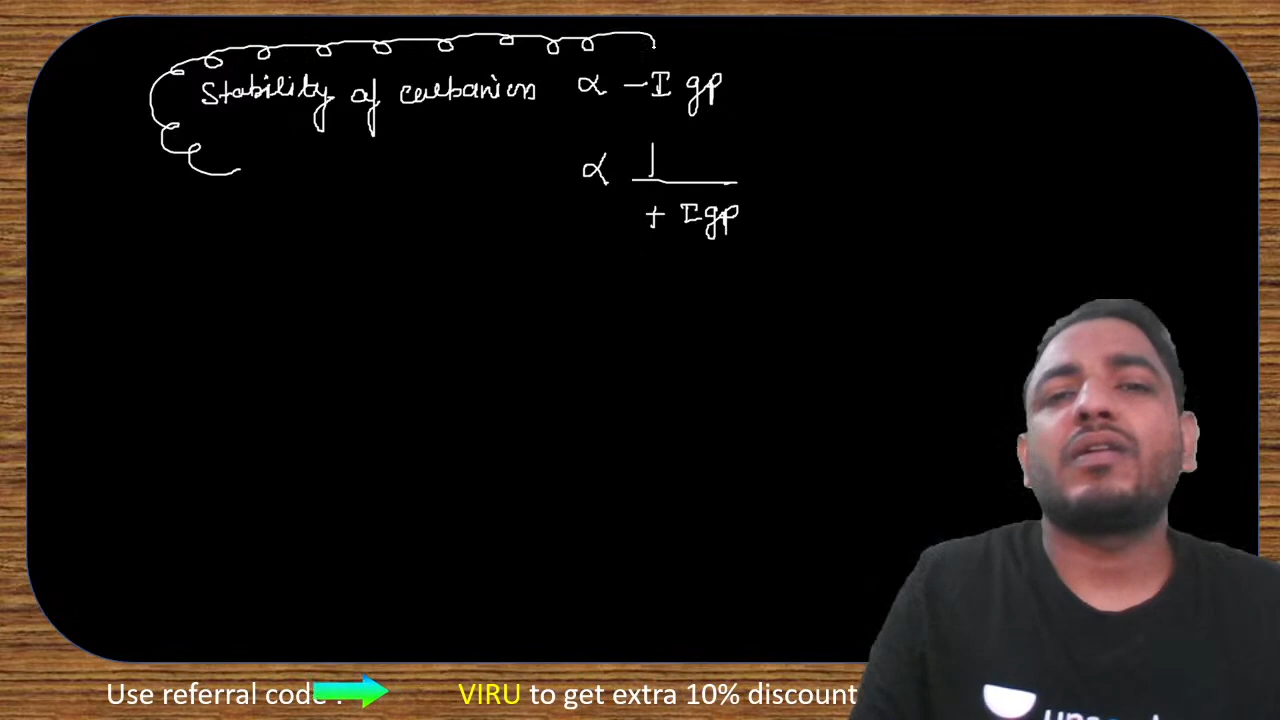 Stability of carbanion α -I gp
α 1
+ I gp
Use referral code :
VIRU to get extra 10% discount